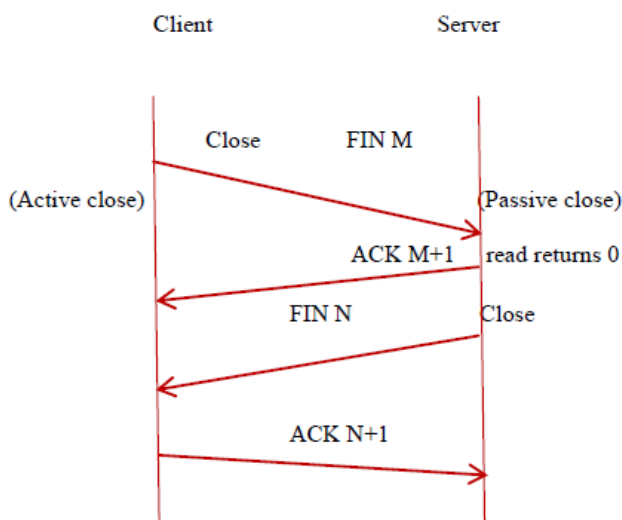 Client Server
Close FIN M
(Active close) (Passive close)
ACK M+1 read returns 0
FIN N Close
ACK N+1